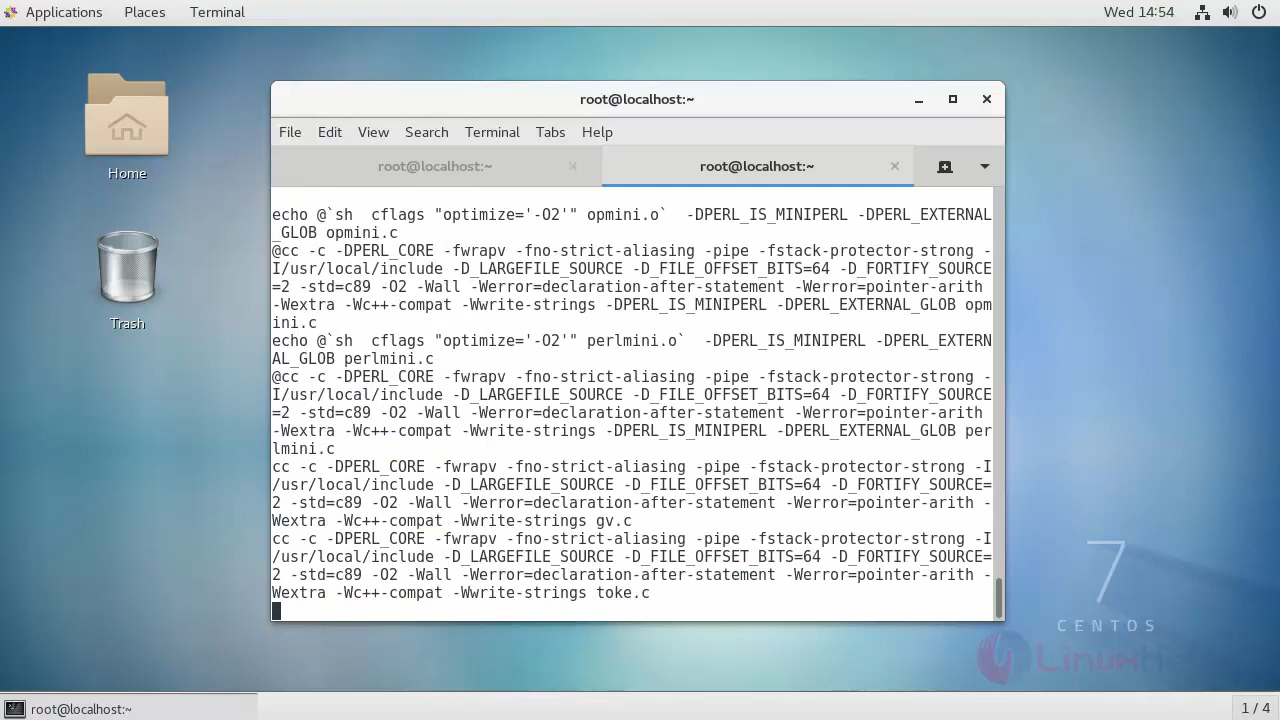 Applications Places Terminal Wed 14:54
root@localhost:~
File Edit View Search Terminal Tabs Help
root@localhost:~ root@localhost:~
Home
Trash
echo @`sh  cflags "optimize='-O2'" opmini.o`  -DPERL_IS_MINIPERL -DPERL_EXTERNAL
_GLOB opmini.c
@cc -c -DPERL_CORE -fwrapv -fno-strict-aliasing -pipe -fstack-protector-strong -
I/usr/local/include -D_LARGEFILE_SOURCE -D_FILE_OFFSET_BITS=64 -D_FORTIFY_SOURCE
=2 -std=c89 -O2 -Wall -Werror=declaration-after-statement -Werror=pointer-arith
-Wextra -Wc++-compat -Wwrite-strings -DPERL_IS_MINIPERL -DPERL_EXTERNAL_GLOB opm
ini.c
echo @`sh  cflags "optimize='-O2'" perlmini.o`  -DPERL_IS_MINIPERL -DPERL_EXTERN
AL_GLOB perlmini.c
@cc -c -DPERL_CORE -fwrapv -fno-strict-aliasing -pipe -fstack-protector-strong -
I/usr/local/include -D_LARGEFILE_SOURCE -D_FILE_OFFSET_BITS=64 -D_FORTIFY_SOURCE
=2 -std=c89 -O2 -Wall -Werror=declaration-after-statement -Werror=pointer-arith
-Wextra -Wc++-compat -Wwrite-strings -DPERL_IS_MINIPERL -DPERL_EXTERNAL_GLOB per
lmini.c
cc -c -DPERL_CORE -fwrapv -fno-strict-aliasing -pipe -fstack-protector-strong -I
/usr/local/include -D_LARGEFILE_SOURCE -D_FILE_OFFSET_BITS=64 -D_FORTIFY_SOURCE=
2 -std=c89 -O2 -Wall -Werror=declaration-after-statement -Werror=pointer-arith -
Wextra -Wc++-compat -Wwrite-strings gv.c
cc -c -DPERL_CORE -fwrapv -fno-strict-aliasing -pipe -fstack-protector-strong -I
/usr/local/include -D_LARGEFILE_SOURCE -D_FILE_OFFSET_BITS=64 -D_FORTIFY_SOURCE=
2 -std=c89 -O2 -Wall -Werror=declaration-after-statement -Werror=pointer-arith -
Wextra -Wc++-compat -Wwrite-strings toke.c
7
CENTOS
root@localhost:~ 1 / 4